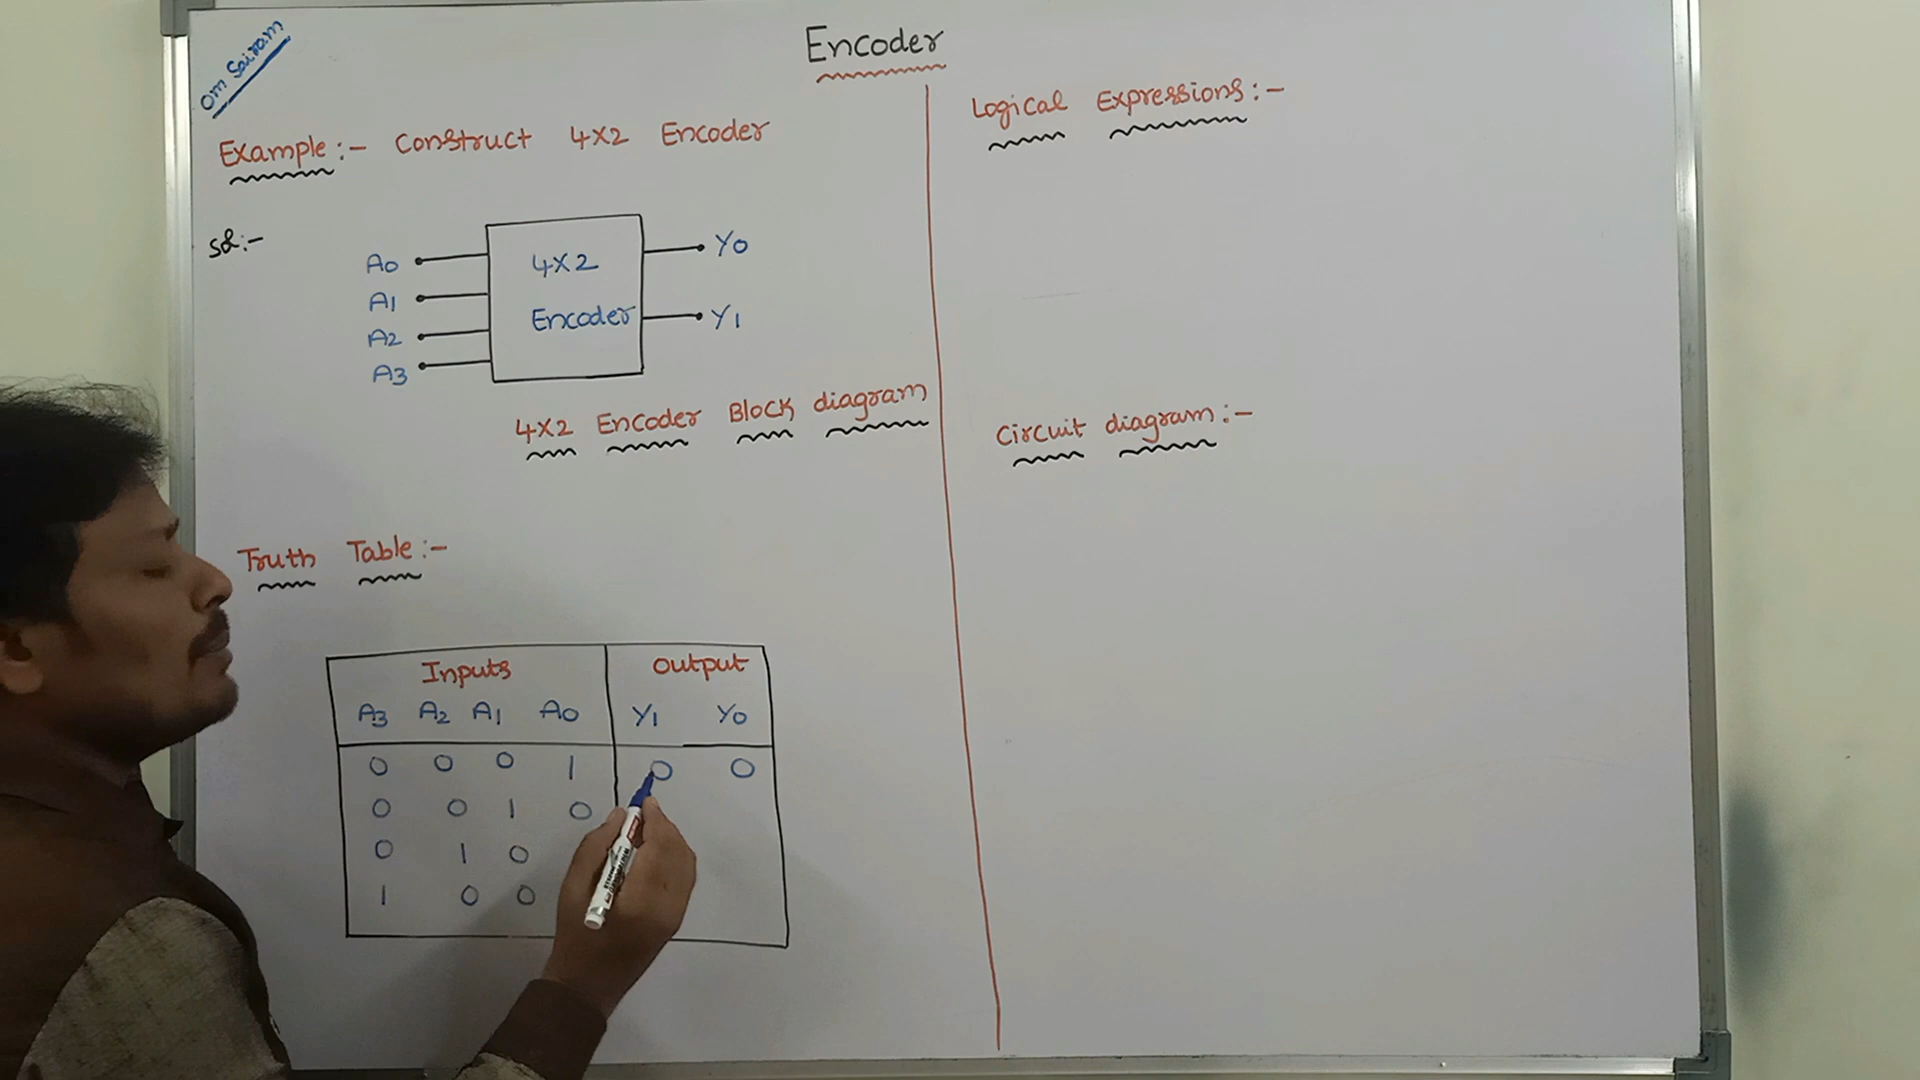 Om Sairam
Encoder
Example:- Construct 4X2 Encoder
Sol:-
A0
A1
A2
A3
4X2
Encoder
Y0
Y1
4X2 Encoder Block diagram
Truth Table:-
Inputs Output
A3 A2 A1 A0 Y1 Y0
0 0 0 1 0 0
0 0 1 0
0 1 0
1 0 0
Logical Expressions:-
Circuit diagram:-